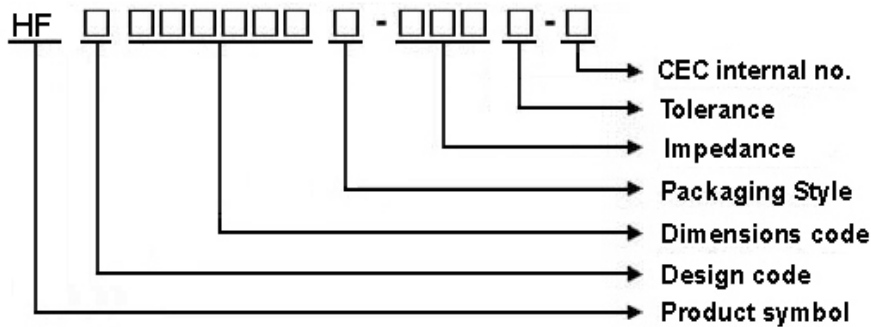 HF □ □□□□□□ □ - □□□ □ - □
CEC internal no.
Tolerance
Impedance
Packaging Style
Dimensions code
Design code
Product symbol